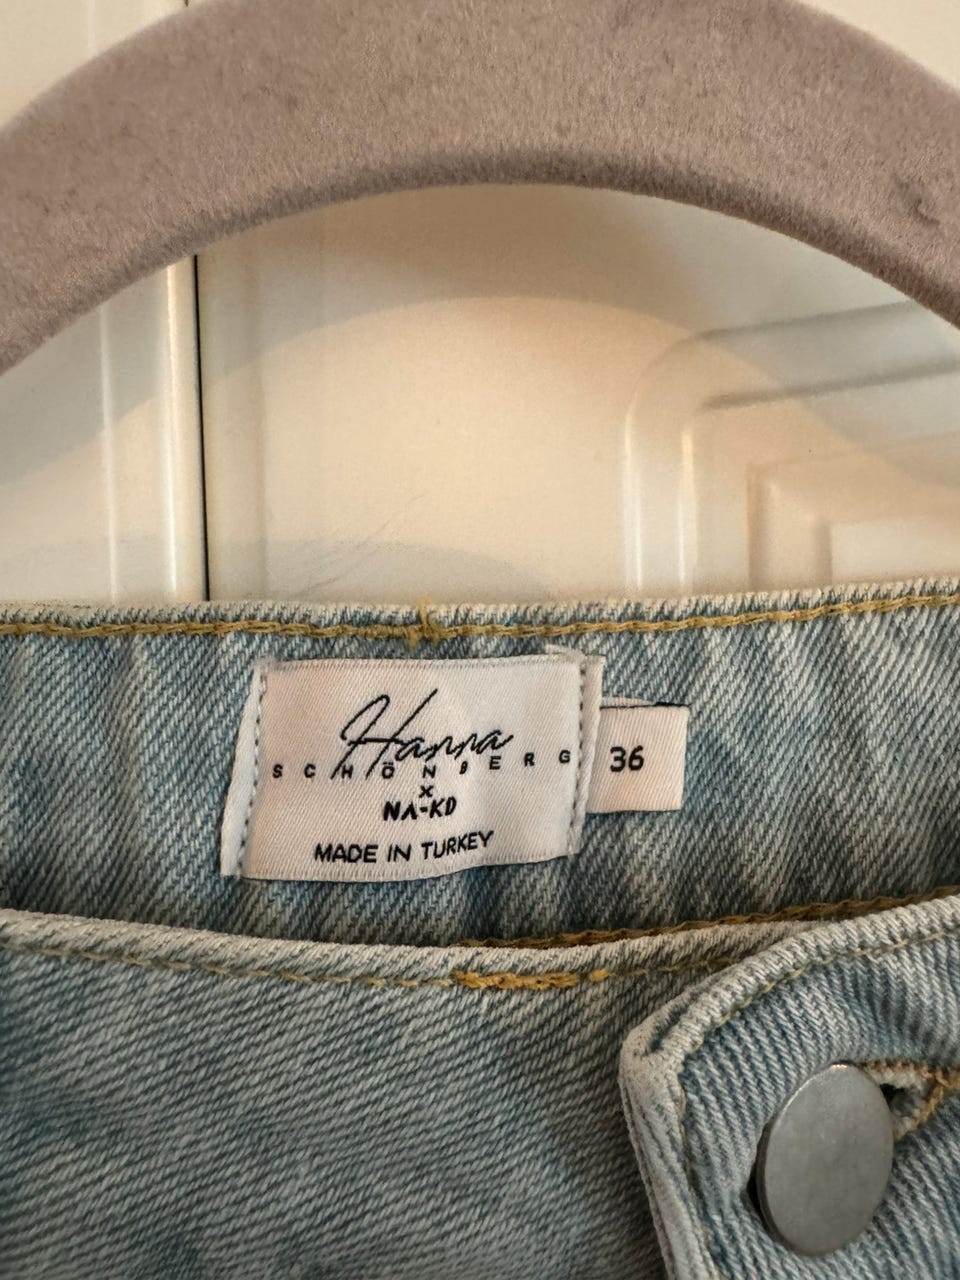 Hanna
SCHÖNBERG
x
NA-KD
MADE IN TURKEY
36